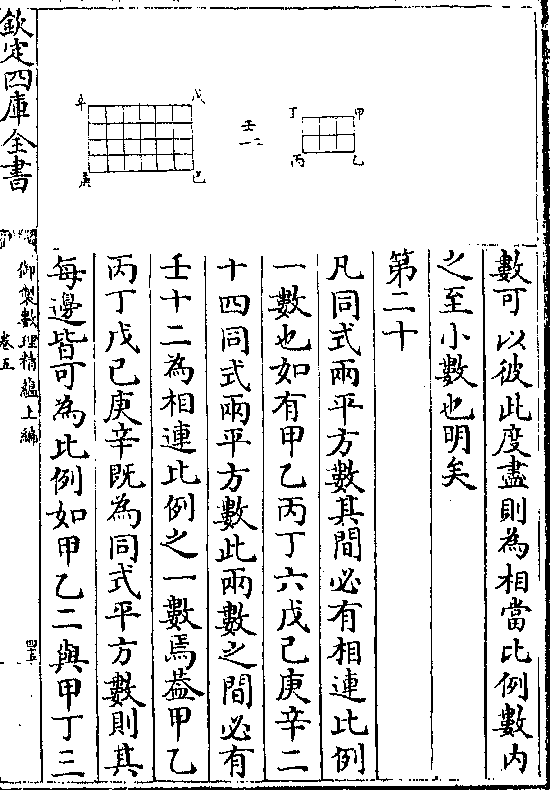 數可以彼此度盡則為相當比例數内
之至小數也明矣
第二十
凡同式兩平方數其間必有相連比例
一數也如有甲乙丙丁六戊己庚辛二
十四同式兩平方數此兩數之間必有
壬十二為相連比例之一數焉葢甲乙
丙丁戊己庚辛既為同式平方數則其
每邊皆可為比例如甲乙二與甲丁三
甲
乙
丙
丁
壬
一二
戊
己
庚
辛
欽定四庫全書
御製數理精蘊上編
卷五